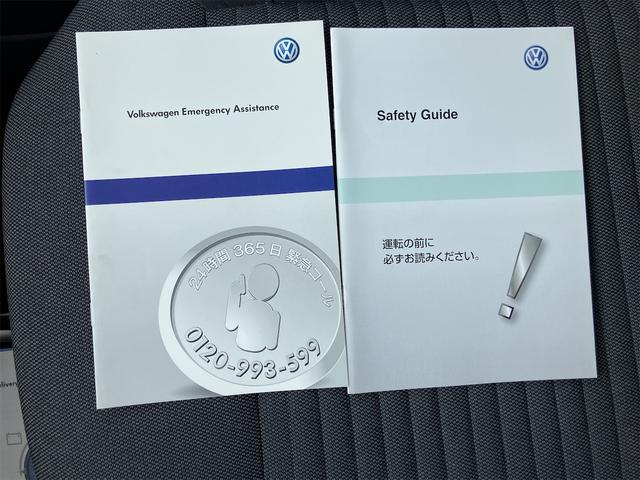 Volkswagen Emergency Assistance
24時間 365日 緊急コール
0120-993-599
Safety Guide
運転の前に
必ずお読みください。